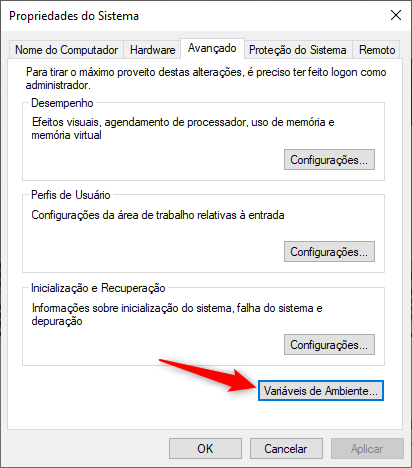 Propriedades do Sistema
Nome do Computador Hardware Avançado Proteção do Sistema Remoto
Para tirar o máximo proveito destas alterações, é preciso ter feito logon como
administrador.
Desempenho
Efeitos visuais, agendamento de processador, uso de memória e
memória virtual
Configurações...
Perfis de Usuário
Configurações da área de trabalho relativas à entrada
Configurações...
Inicialização e Recuperação
Informações sobre inicialização do sistema, falha do sistema e
depuração
Configurações...
Variáveis de Ambiente...
OK Cancelar Aplicar